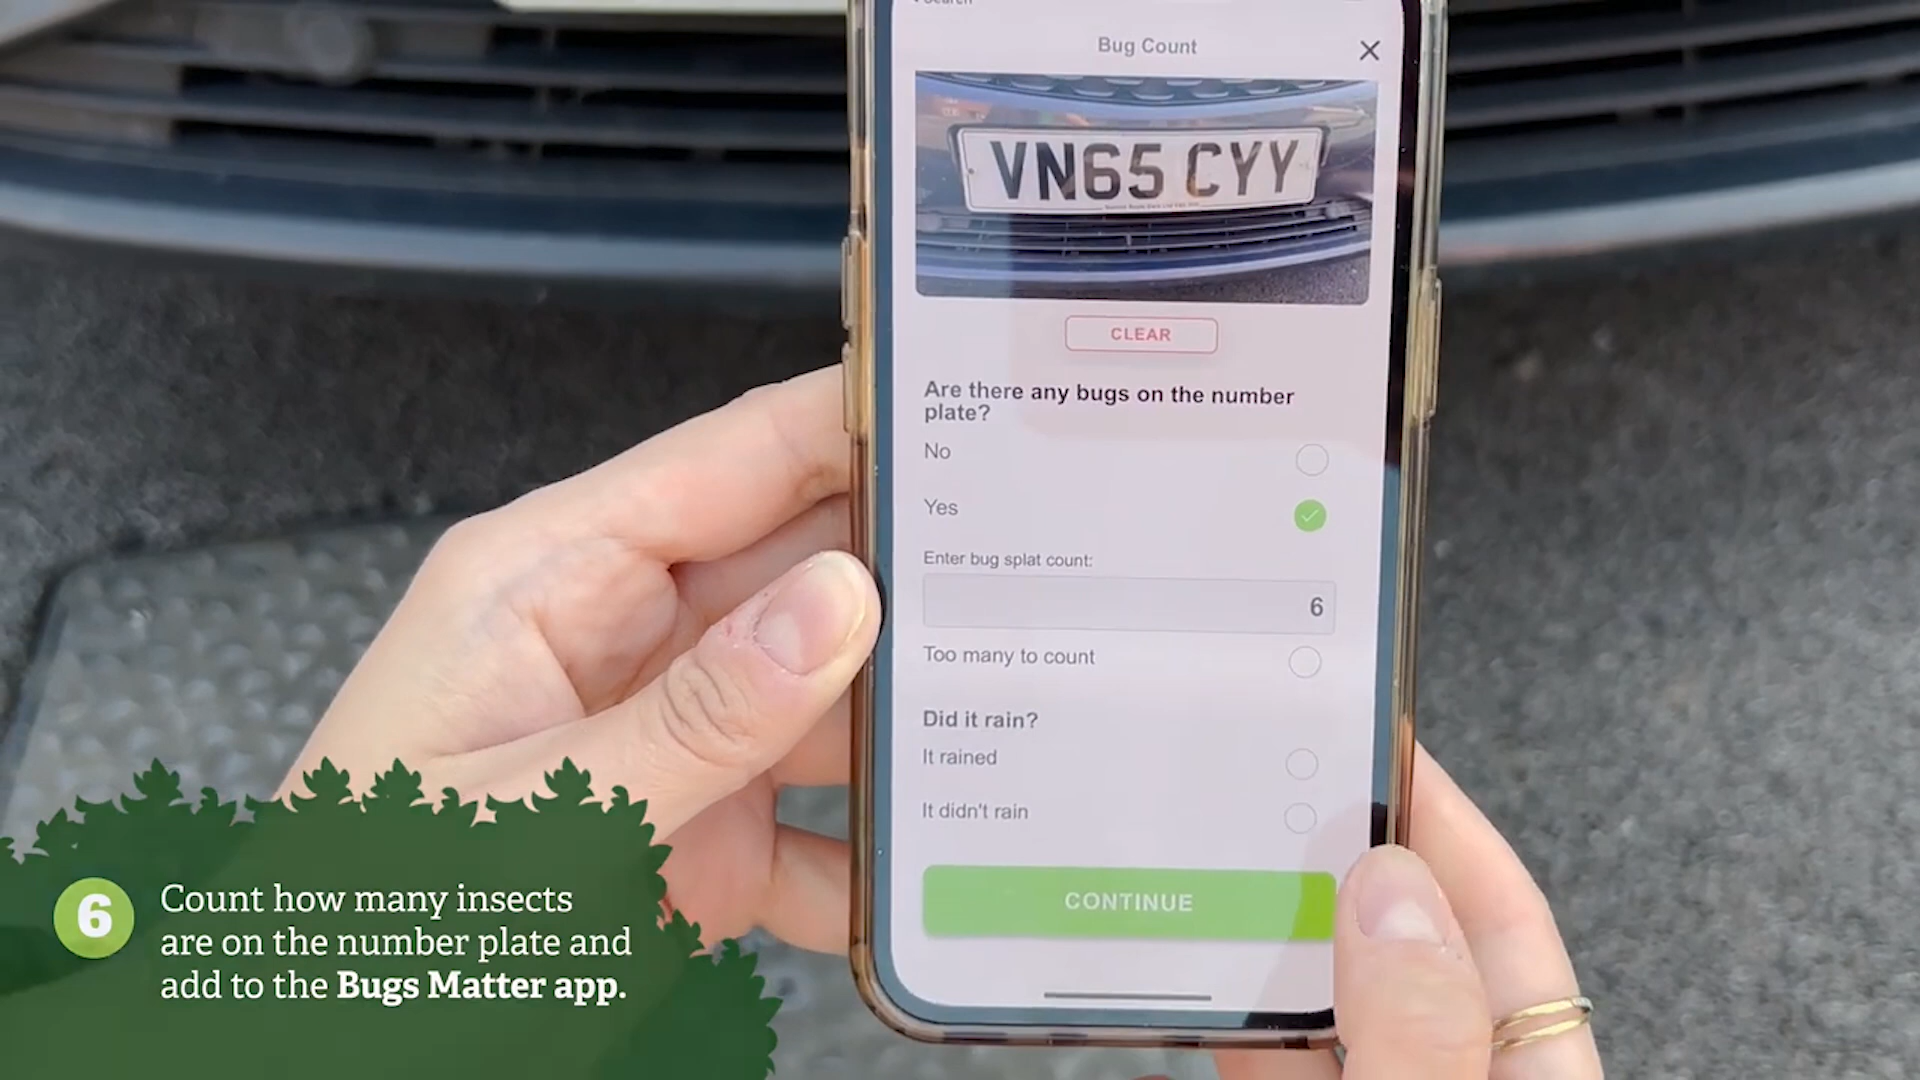 Search
Bug Count
VN65 CYY
CLEAR
Are there any bugs on the number
plate?
No
Yes
Enter bug splat count:
6
Too many to count
Did it rain?
It rained
It didn't rain
CONTINUE
6
Count how many insects
are on the number plate and
add to the Bugs Matter app.